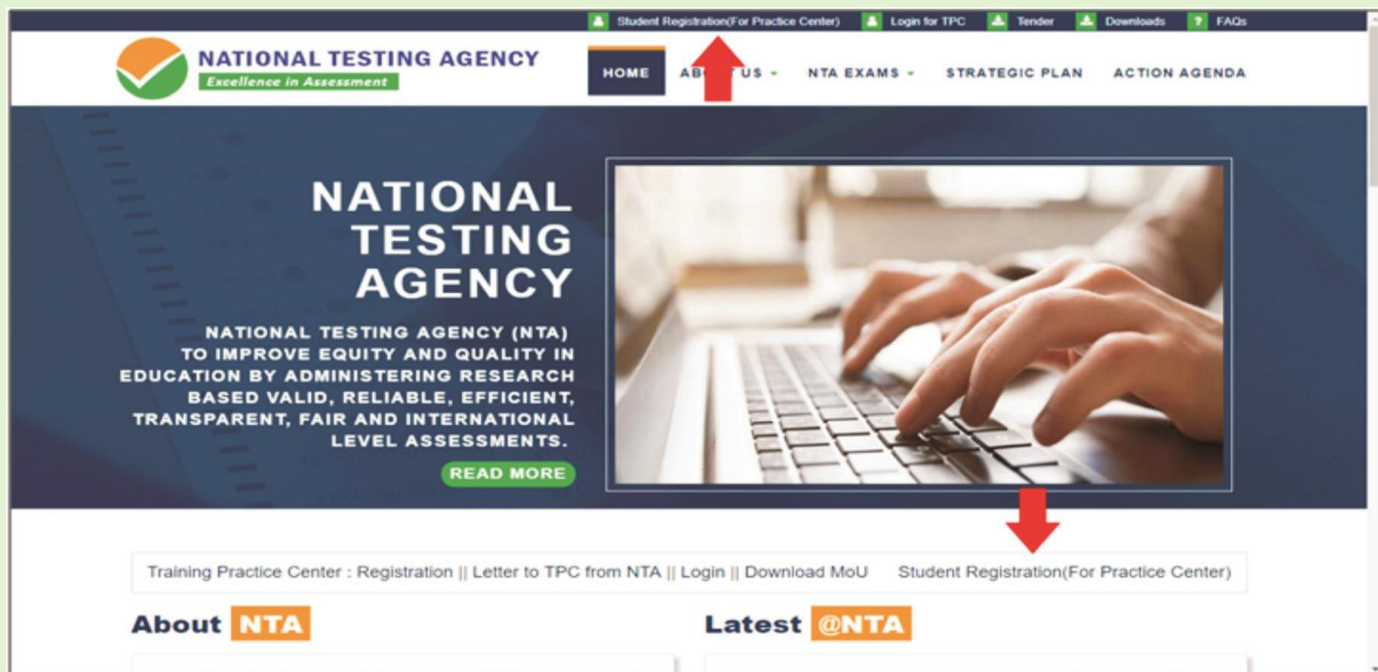 Student Registration(For Practice Center) Login for TPC Tender Downloads ? FAQs
NATIONAL TESTING AGENCY
Excellence in Assessment
HOME ABOUT US NTA EXAMS STRATEGIC PLAN ACTION AGENDA
NATIONAL
TESTING
AGENCY
NATIONAL TESTING AGENCY (NTA)
TO IMPROVE EQUITY AND QUALITY IN
EDUCATION BY ADMINISTERING RESEARCH
BASED VALID, RELIABLE, EFFICIENT,
TRANSPARENT, FAIR AND INTERNATIONAL
LEVEL ASSESSMENTS.
READ MORE
Training Practice Center : Registration || Letter to TPC from NTA || Login || Download MoU Student Registration(For Practice Center)
About NTA
Latest @NTA